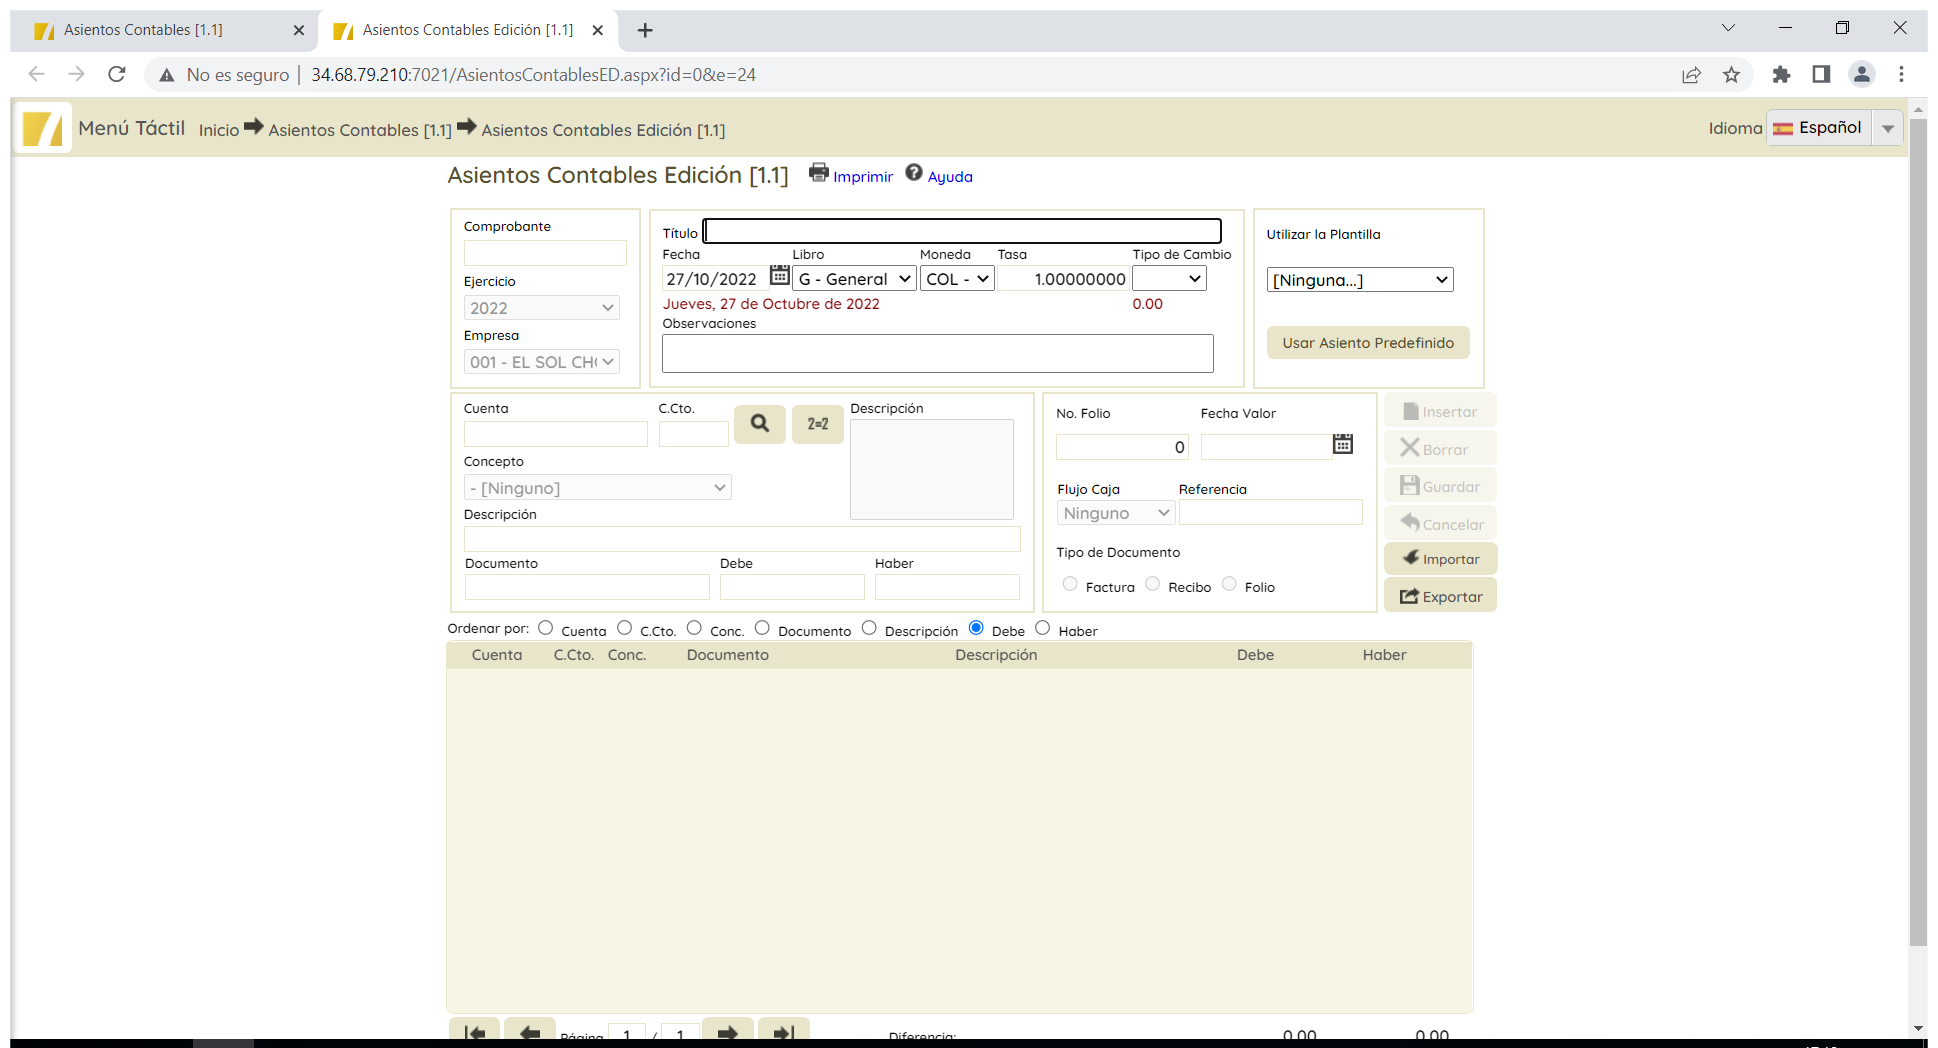 Asientos Contables [1.1]
Asientos Contables Edición [1.1]
No es seguro
34.68.79.210:7021/AsientosContablesED.aspx?id=0&e=24
Menú Táctil Inicio Asientos Contables [1.1] Asientos Contables Edición [1.1]
Idioma Español
Asientos Contables Edición [1.1] Imprimir Ayuda
Comprobante
Ejercicio
2022
Empresa
001 - EL SOL CH
Título
Fecha Libro Moneda Tasa Tipo de Cambio
27/10/2022 G - General COL - 1.00000000
Jueves, 27 de Octubre de 2022 0.00
Observaciones
Utilizar la Plantilla
[Ninguna...]
Usar Asiento Predefinido
Cuenta C.Cto. 2=2 Descripción
Concepto
- [Ninguno]
Descripción
Documento Debe Haber
No. Folio Fecha Valor
0
Flujo Caja Referencia
Ninguno
Tipo de Documento
Factura Recibo Folio
Insertar
Borrar
Guardar
Cancelar
Importar
Exportar
Ordenar por: Cuenta C.Cto. Conc. Documento Descripción Debe Haber
Cuenta C.Cto. Conc. Documento Descripción Debe Haber
Página 1 / 1 Diferencia: 0.00 0.00